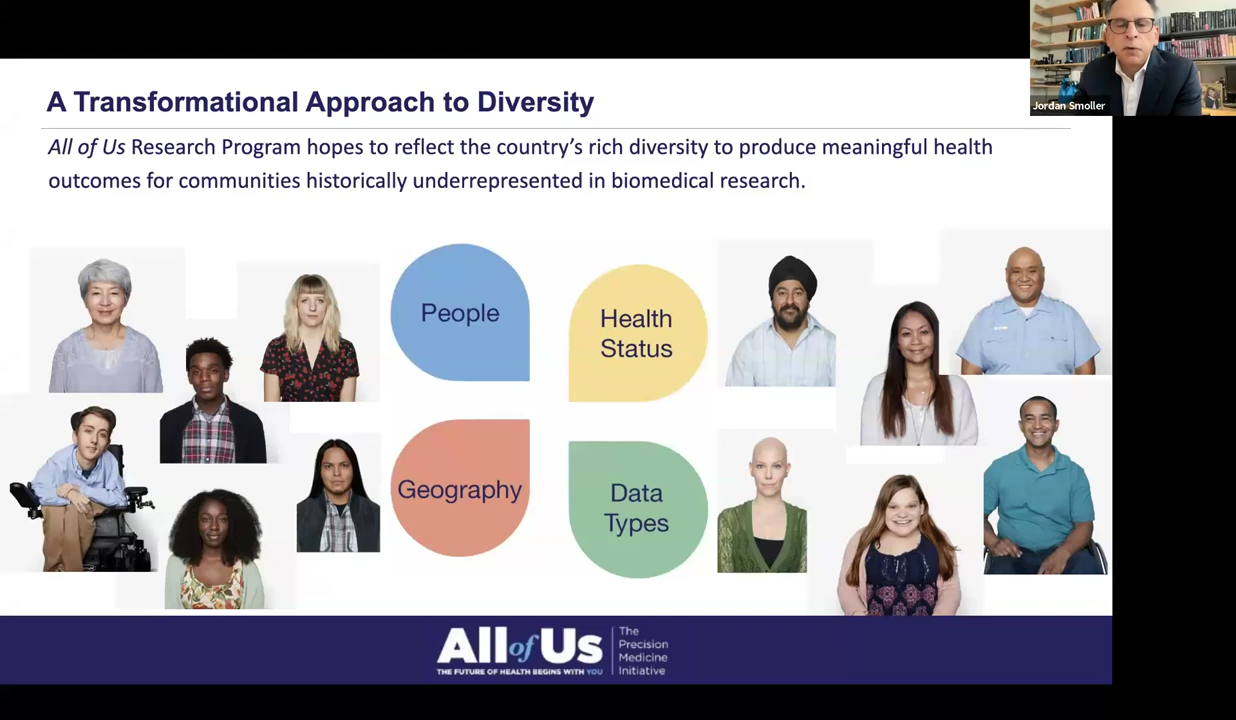 A Transformational Approach to Diversity
All of Us Research Program hopes to reflect the country's rich diversity to produce meaningful health
outcomes for communities historically underrepresented in biomedical research.
Jordan Smoller
People
Health
Status
Geography
Data
Types
All of Us
THE FUTURE OF HEALTH BEGINS WITH YOU
The
Precision
Medicine
Initiative